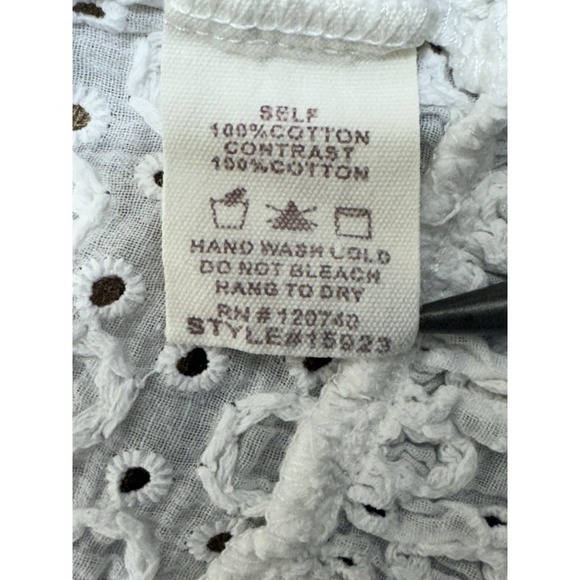 SELF
100%COTTON
CONTRAST
100%COTTON
HAND WASH COLD
DO NOT BLEACH
HANG TO DRY
RN#120740
STYLE#15923